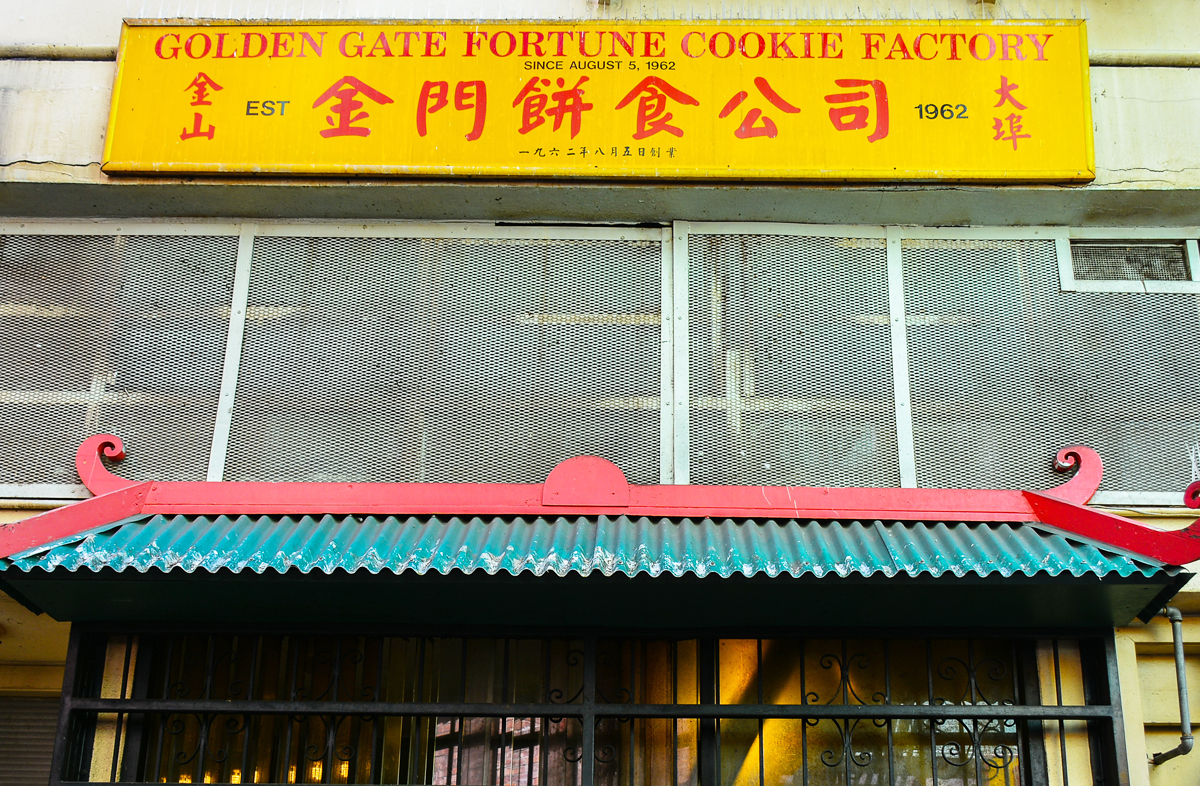 GOLDEN GATE FORTUNE COOKIE FACTORY
SINCE AUGUST 5, 1962
金山
EST
金門餅食公司
1962
大埠
一九六二年八月五日創業